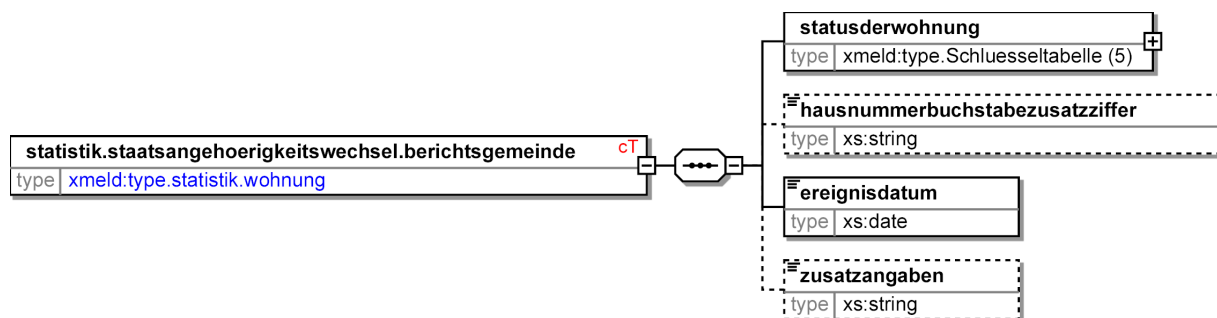 statusderwohnung
type xmeld:type.Schluesseltabelle (5)
hausnummerbuchstabezusatzziffer
type xs:string
statistik.staatsangehoerigkeitswechsel.berichtsgemeinde cT
type xmeld:type.statistik.wohnung
ereignisdatum
type xs:date
zusatzangaben
type xs:string